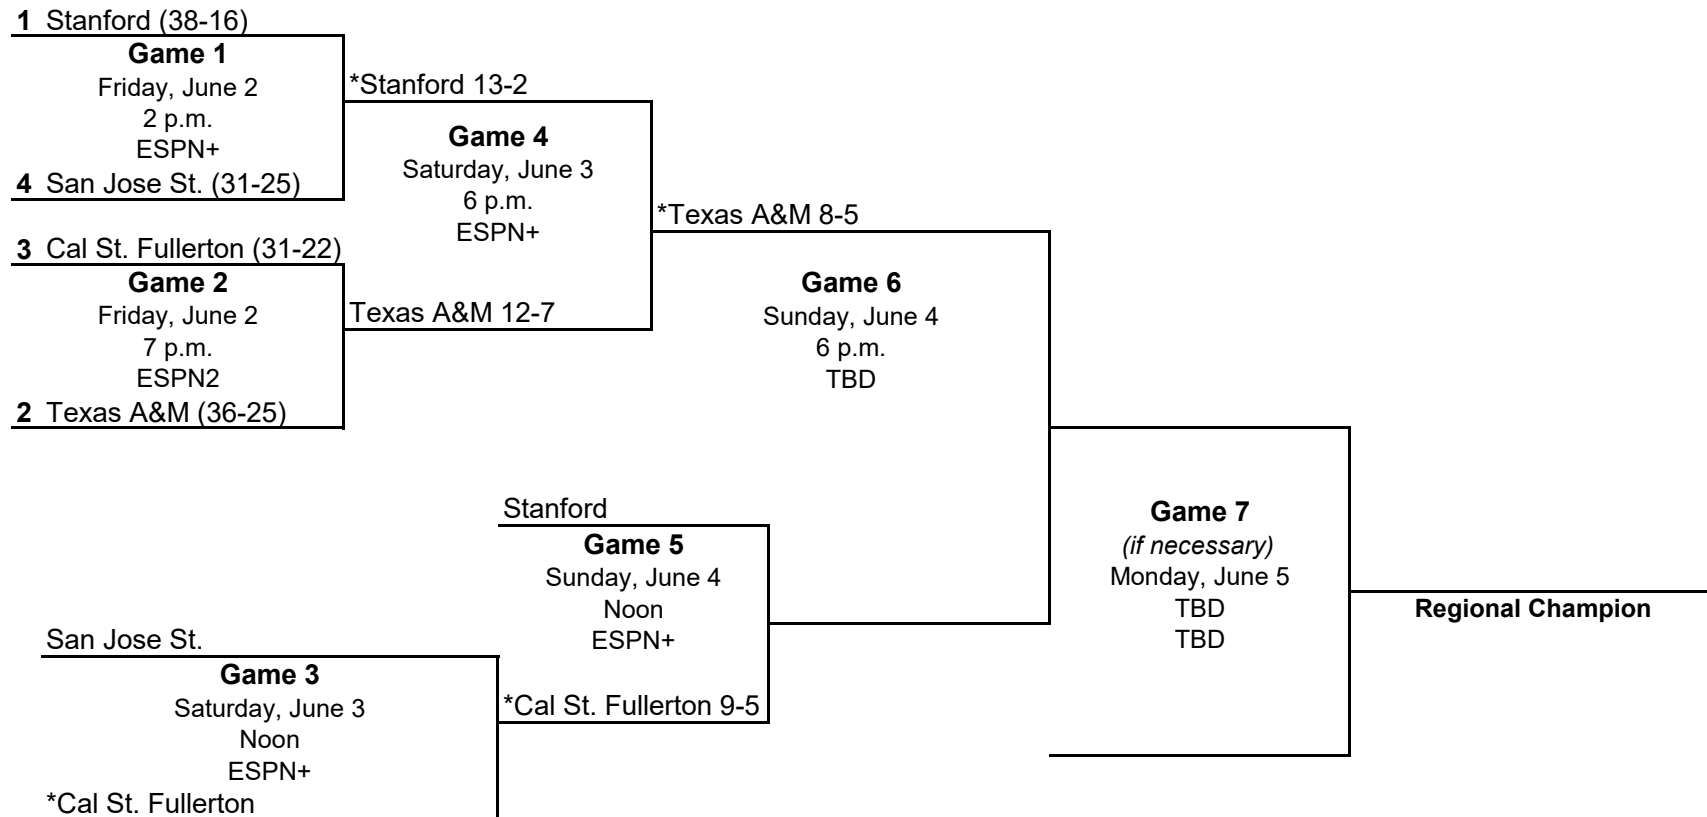 1 Stanford (38-16)
Game 1
Friday, June 2
2 p.m.
ESPN+
4 San Jose St. (31-25)
3 Cal St. Fullerton (31-22)
Game 2
Friday, June 2
7 p.m.
ESPN2
2 Texas A&M (36-25)
*Stanford 13-2
Game 4
Saturday, June 3
6 p.m.
ESPN+
Texas A&M 12-7
*Texas A&M 8-5
Game 6
Sunday, June 4
6 p.m.
TBD
Stanford
Game 5
Sunday, June 4
Noon
ESPN+
*Cal St. Fullerton 9-5
San Jose St.
Game 3
Saturday, June 3
Noon
ESPN+
*Cal St. Fullerton
Game 7
(if necessary)
Monday, June 5
TBD
TBD
Regional Champion